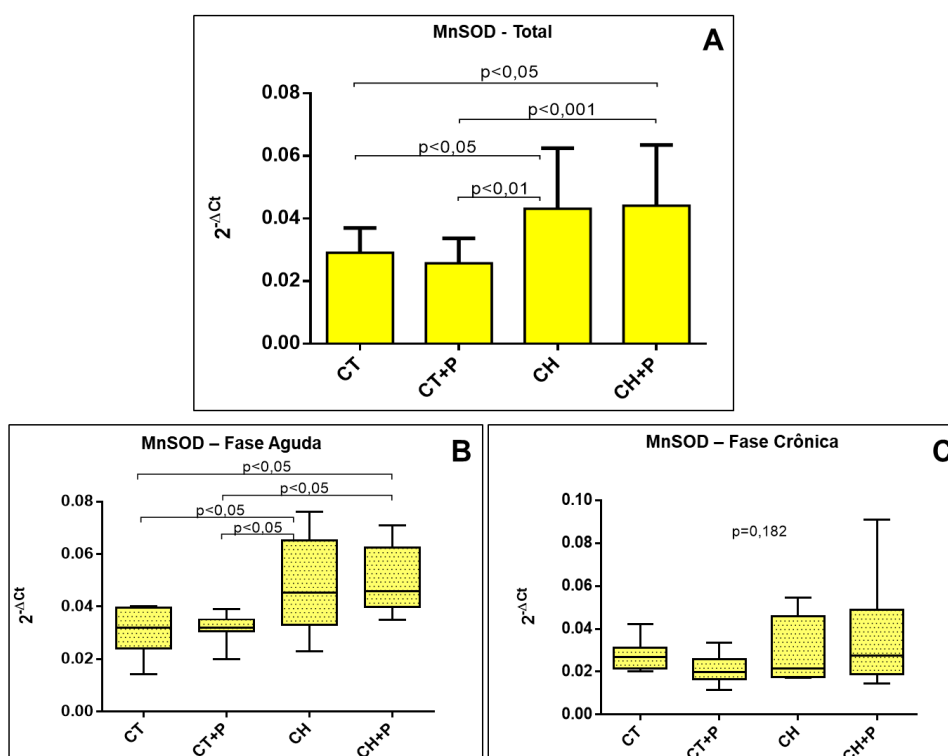 MnSOD - Total
A
p<0,05
p<0,001
p<0,05
p<0,01
0.08
0.06
0.04
0.02
0.00
2-ΔCt
CT
CT+P
CH
CH+P
MnSOD – Fase Aguda
B
p<0,05
p<0,05
p<0,05
p<0,05
0.08
0.06
0.04
0.02
0.00
2-ΔCt
CT
CT+P
CH
CH+P
MnSOD – Fase Crônica
C
p=0,182
0.10
0.08
0.06
0.04
0.02
0.00
2-ΔCt
CT
CT+P
CH
CH+P